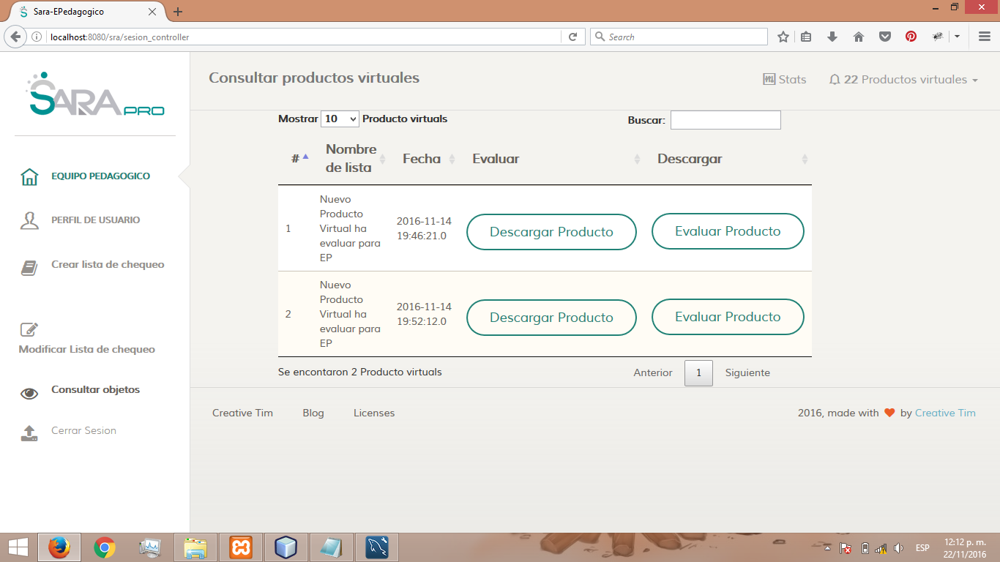 Sara-EPedagogico
localhost:8080/sra/sesion_controller
Search
SARA PRO
Consultar productos virtuales
Stats
22 Productos virtuales
EQUIPO PEDAGOGICO
PERFIL DE USUARIO
Crear lista de chequeo
Modificar Lista de chequeo
Consultar objetos
Cerrar Sesion
Mostrar 10 Producto virtuals
Buscar:
# Nombre de lista Fecha Evaluar Descargar
1
Nuevo
Producto
Virtual ha
evaluar para
EP
2016-11-14
19:46:21.0
Descargar Producto
Evaluar Producto
2
Nuevo
Producto
Virtual ha
evaluar para
EP
2016-11-14
19:52:12.0
Descargar Producto
Evaluar Producto
Se encontaron 2 Producto virtuals
Anterior 1 Siguiente
Creative Tim Blog Licenses
2016, made with by Creative Tim
ESP
12:12 p. m.
22/11/2016